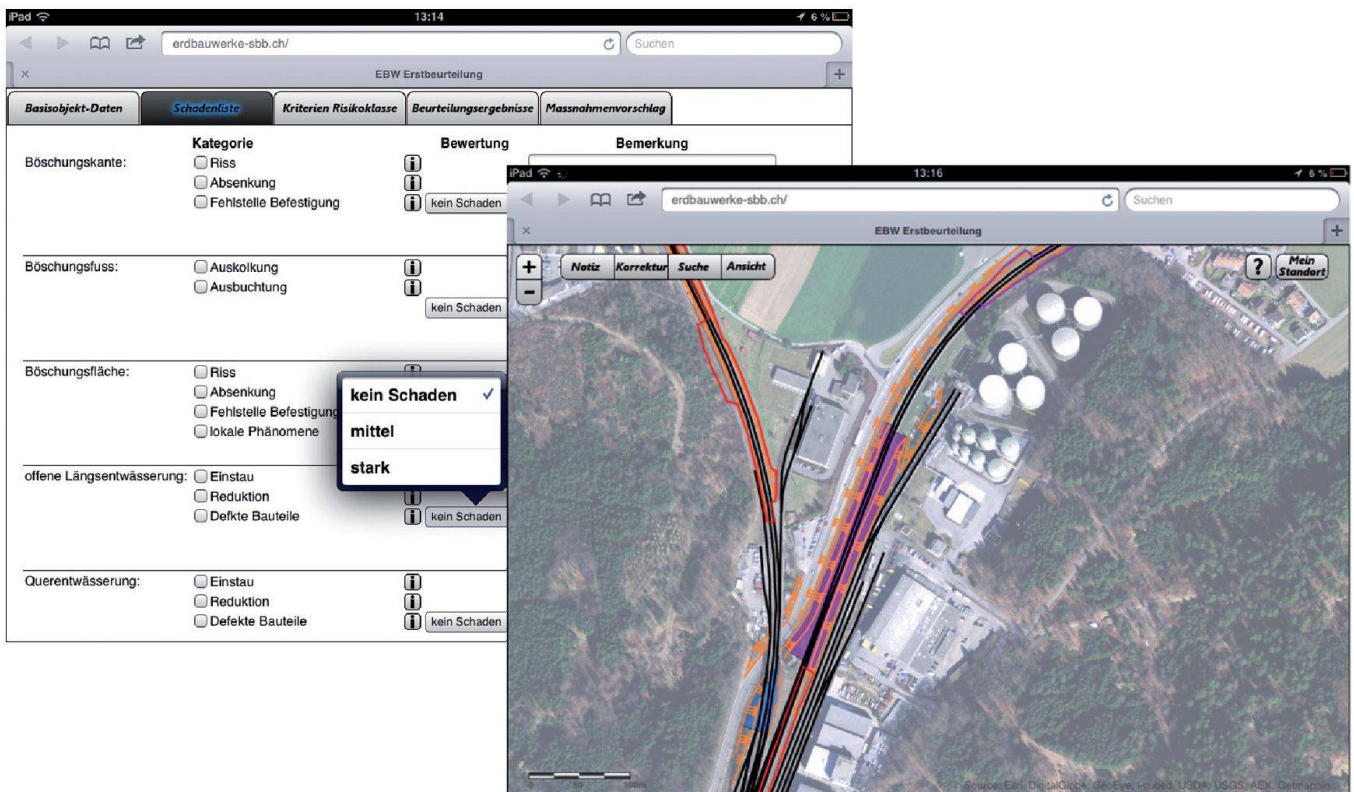 iPad 13:14 6 %
erdbauwerke-sbb.ch/ Suchen
EBW Erstbeurteilung
Basisobjekt-Daten Schadenliste Kriterien Risikoklasse Beurteilungsergebnisse Massnahmenvorschlag
Kategorie Bewertung Bemerkung
Böschungskante: Riss i
Absenkung i
Fehlstelle Befestigung i kein Schaden
Böschungsfuss: Auskolkung i
Ausbuchtung i
kein Schaden
Böschungsfläche: Riss
Absenkung
Fehlstelle Befestigung
lokale Phänomene
kein Schaden ✓
mittel
stark
offene Längsentwässerung: Einstau
Reduktion i
Defkte Bauteile i kein Schaden
Querentwässerung: Einstau i
Reduktion i
Defekte Bauteile i kein Schaden
iPad 13:16 6 %
erdbauwerke-sbb.ch/ Suchen
EBW Erstbeurteilung
+ Notiz Korrektur Suche Ansicht ? Mein Standort
−
0 50 100m
Source: Esri, DigitalGlobe, GeoEye, i-cubed, USDA, USGS, AEX, Getmappin...